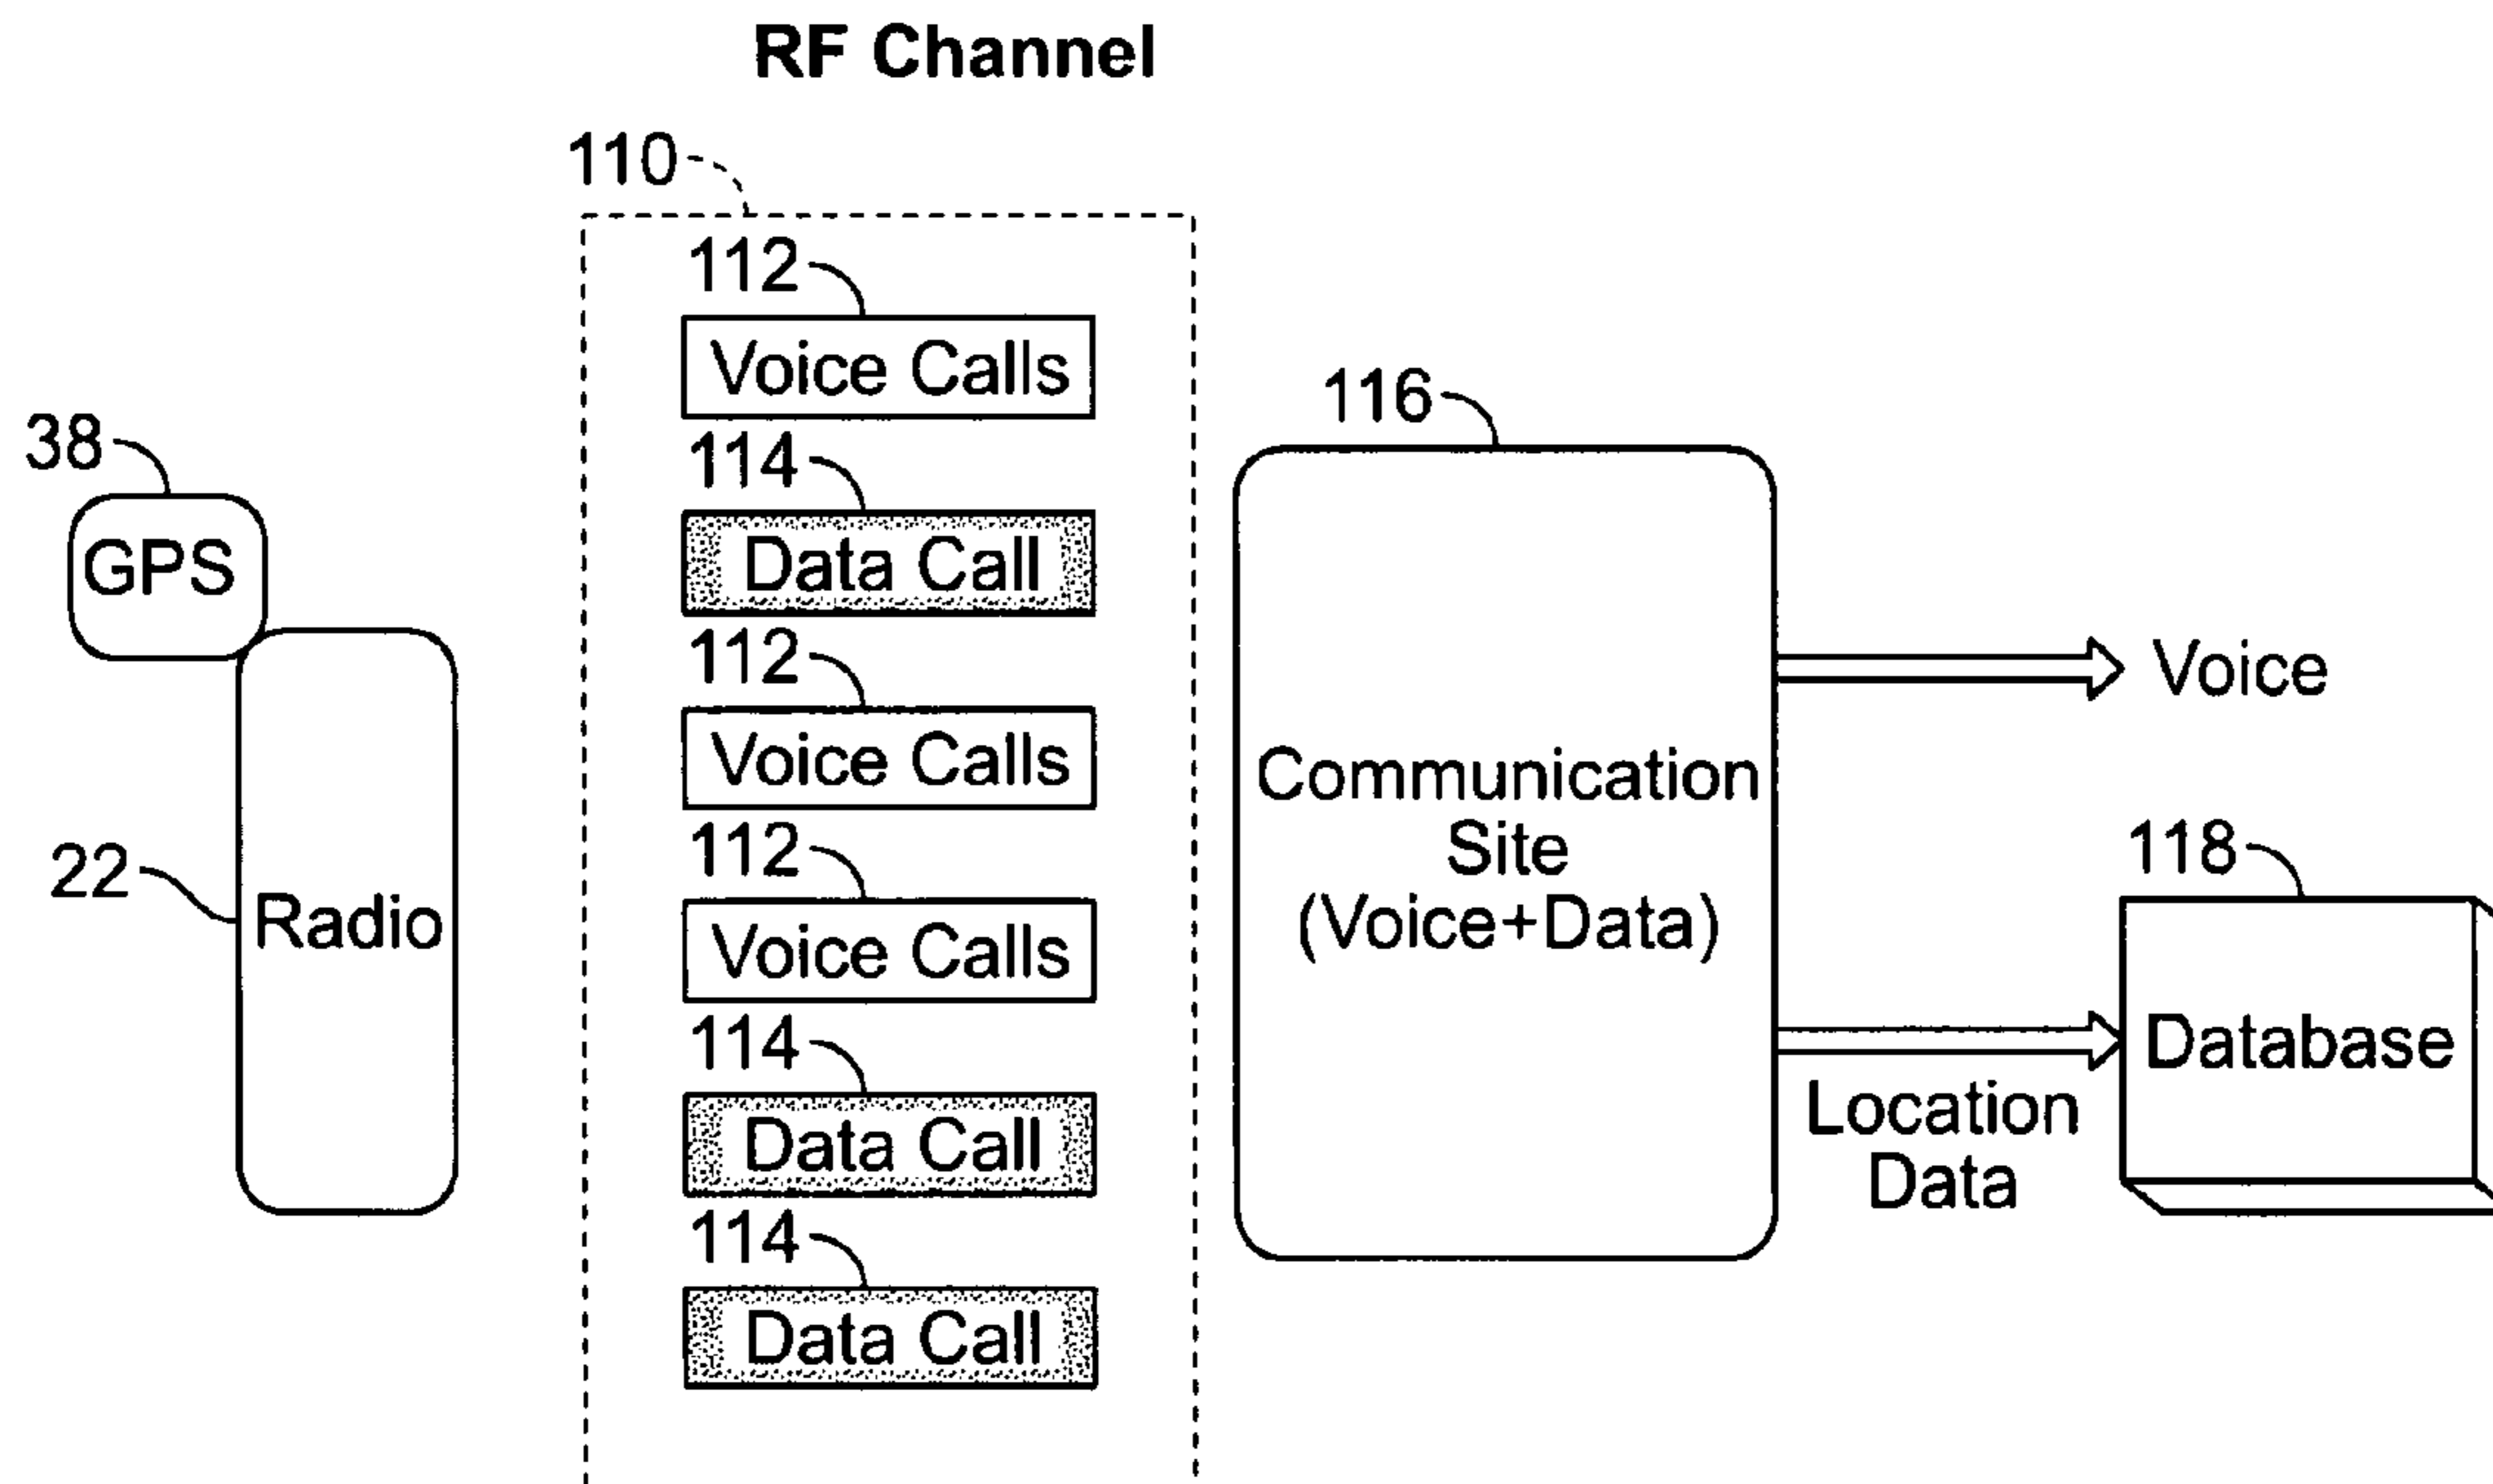 RF Channel
110
112
Voice Calls
114
Data Call
112
Voice Calls
112
Voice Calls
114
Data Call
114
Data Call
38
GPS
22
Radio
116
Communication
Site
(Voice+Data)
Voice
118
Database
Location
Data